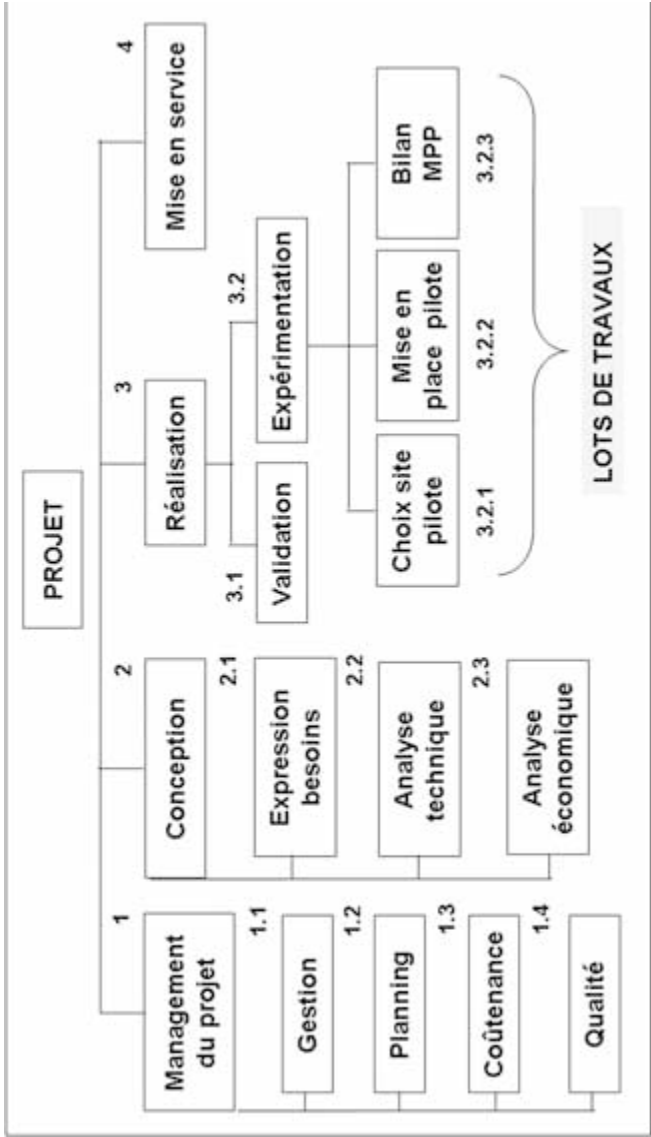 PROJET
1
Management
du projet
1.1
Gestion
1.2
Planning
1.3
Coûtenance
1.4
Qualité
2
Conception
2.1
Expression
besoins
2.2
Analyse
technique
2.3
Analyse
économique
3
Réalisation
3.1
Validation
3.2
Expérimentation
Choix site
pilote
3.2.1
Mise en
place pilote
3.2.2
Bilan
MPP
3.2.3
LOTS DE TRAVAUX
4
Mise en service